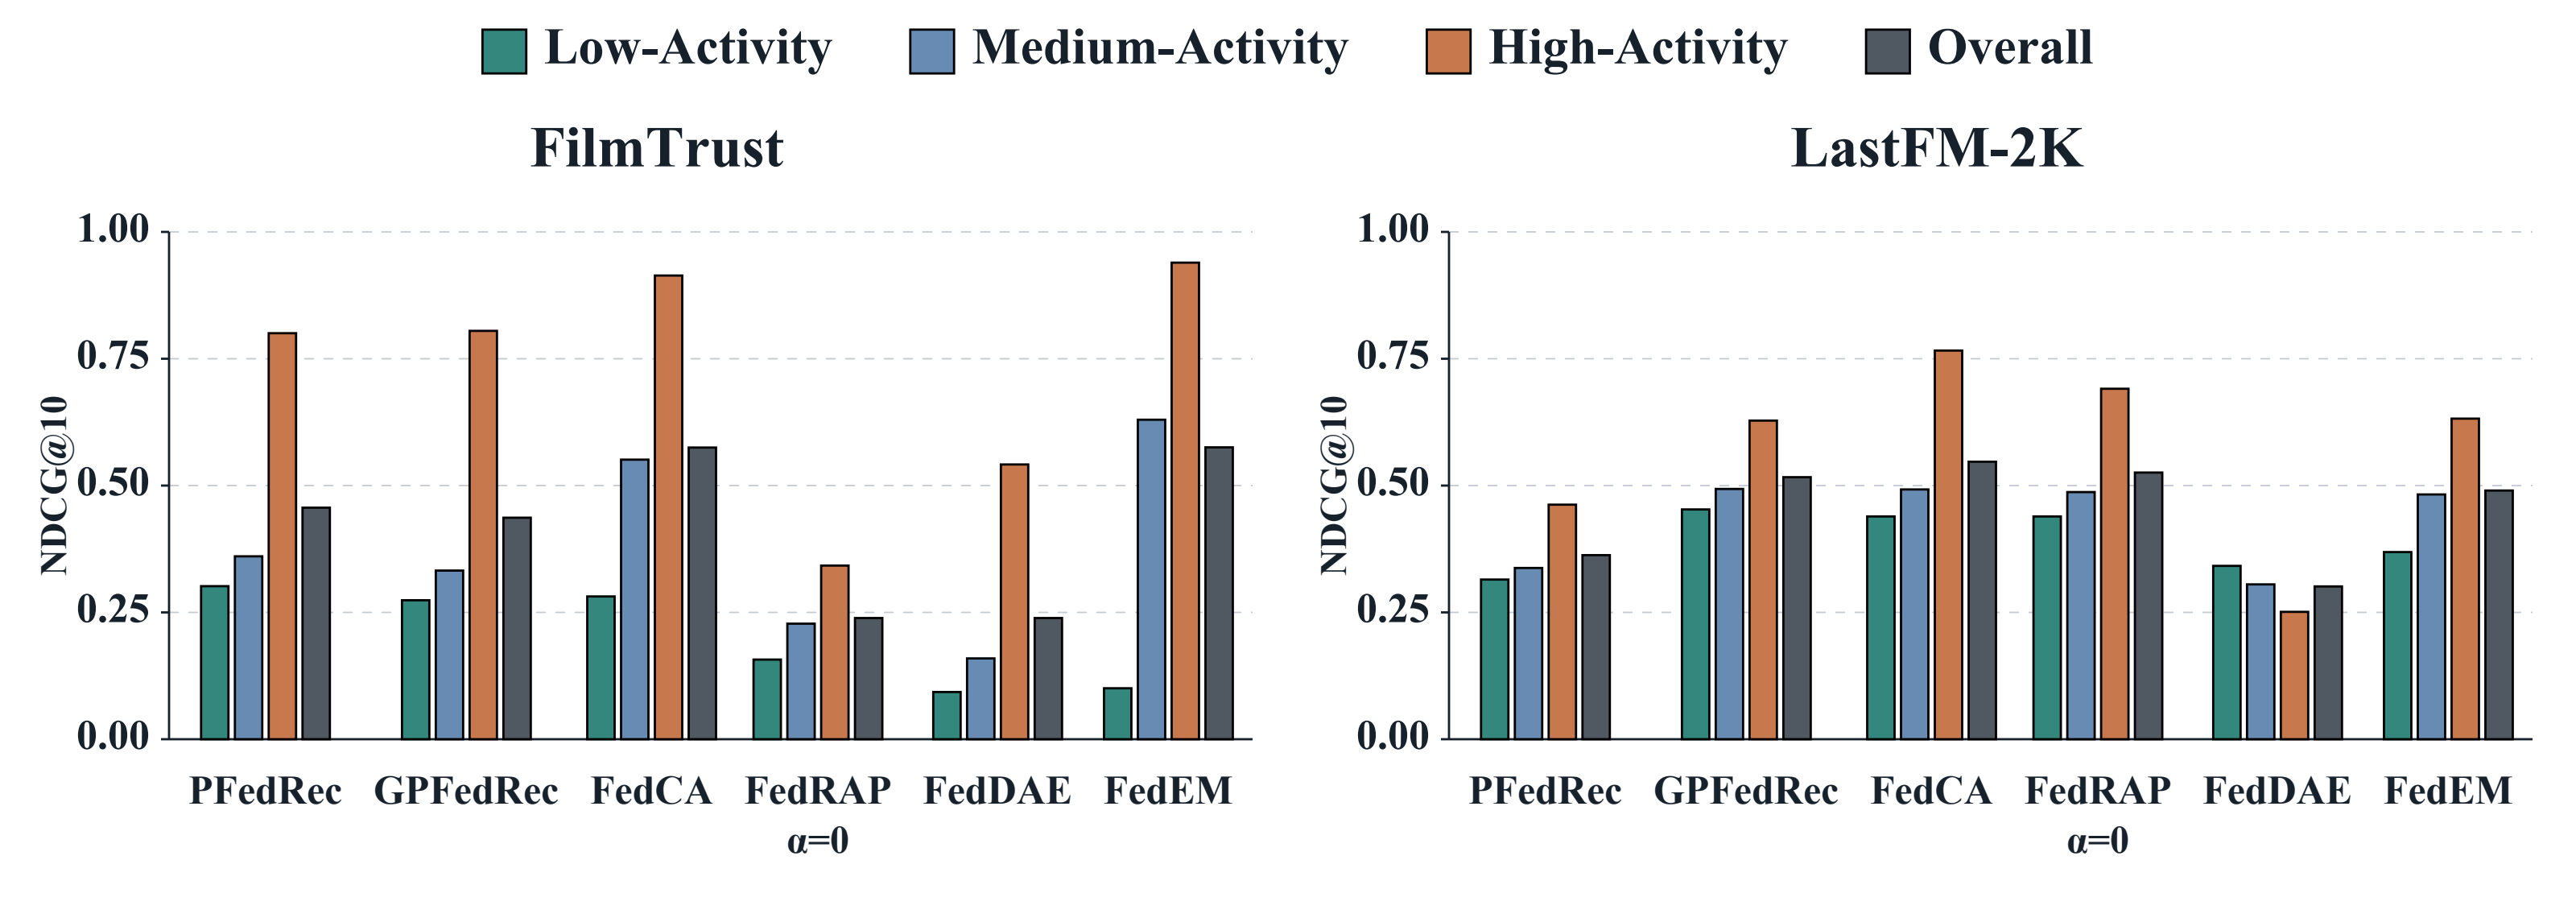 Low-Activity Medium-Activity High-Activity Overall
FilmTrust
NDCG@10
1.00
0.75
0.50
0.25
0.00
PFedRec GPFedRec FedCA FedRAP FedDAE FedEM
α=0
LastFM-2K
NDCG@10
1.00
0.75
0.50
0.25
0.00
PFedRec GPFedRec FedCA FedRAP FedDAE FedEM
α=0